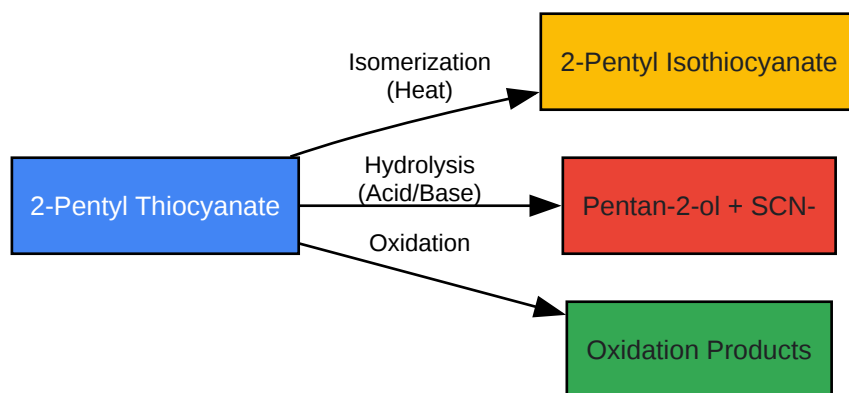 Isomerization
(Heat)
2-Pentyl Isothiocyanate
2-Pentyl Thiocyanate
Hydrolysis
(Acid/Base)
Pentan-2-ol + SCN-
Oxidation
Oxidation Products